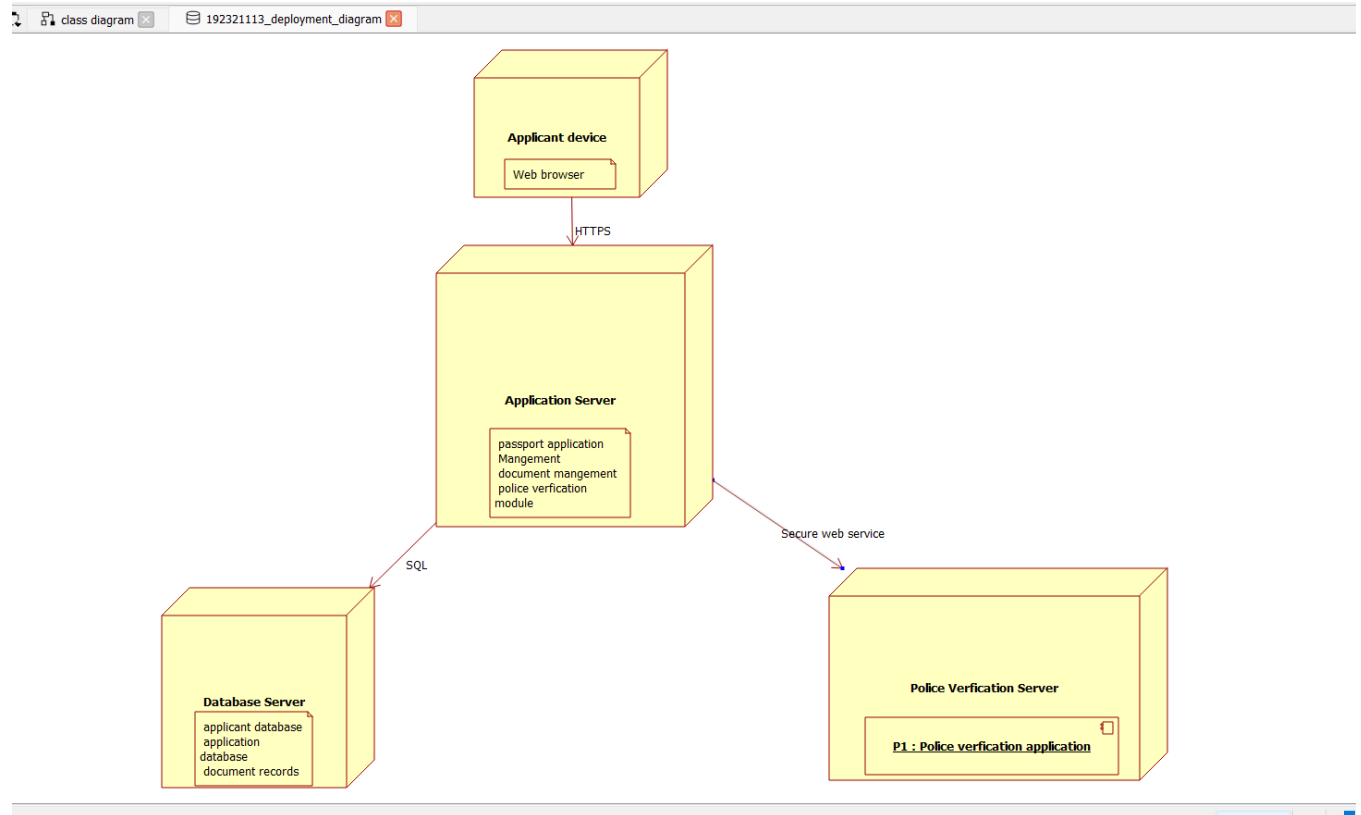 class diagram
192321113_deployment_diagram
Applicant device
Web browser
HTTPS
Application Server
passport application
Mangement
document mangement
police verfication
module
Secure web service
SQL
Database Server
applicant database
application
database
document records
Police Verfication Server
P1 : Police verfication application